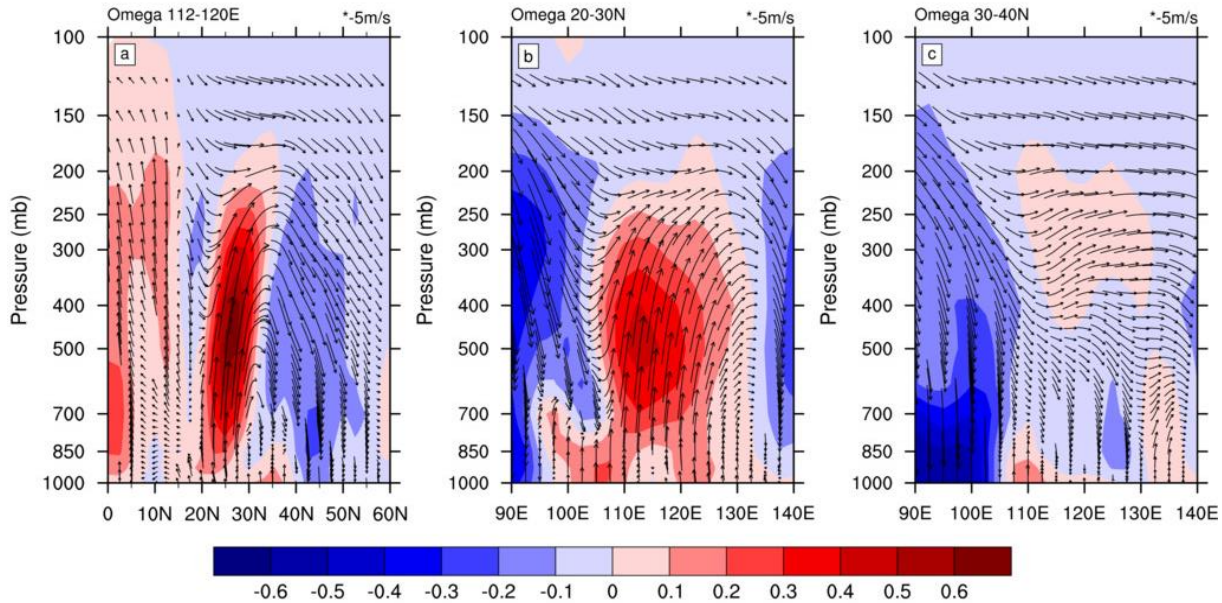 Omega 112-120E *-5m/s
a
Pressure (mb)
100
150
200
250
300
400
500
700
850
1000
0 10N 20N 30N 40N 50N 60N
Omega 20-30N *-5m/s
b
Pressure (mb)
100
150
200
250
300
400
500
700
850
1000
90E 100E 110E 120E 130E 140E
Omega 30-40N *-5m/s
c
Pressure (mb)
100
150
200
250
300
400
500
700
850
1000
90E 100E 110E 120E 130E 140E
-0.6 -0.5 -0.4 -0.3 -0.2 -0.1 0 0.1 0.2 0.3 0.4 0.5 0.6